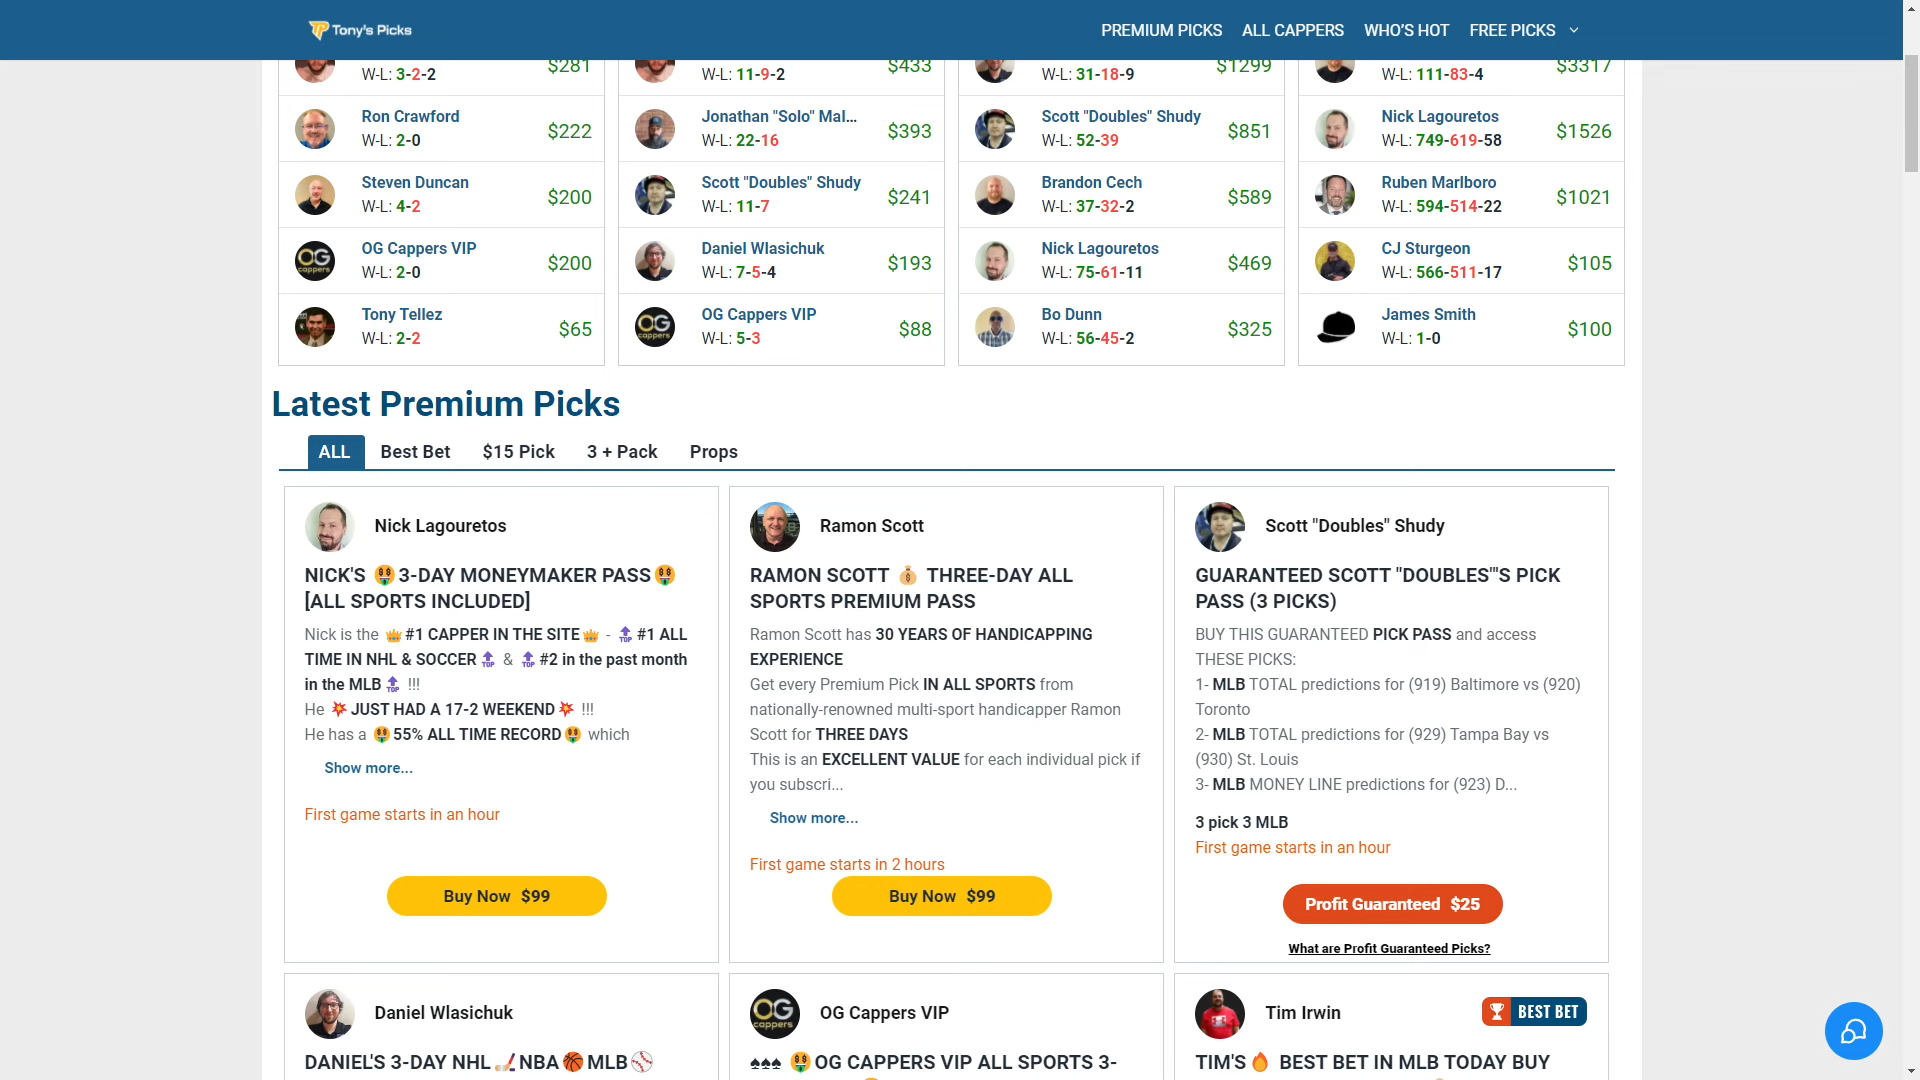 Tony's Picks
PREMIUM PICKS
ALL CAPPERS
WHO'S HOT
FREE PICKS
W-L: 3-2-2
$281
W-L: 11-9-2
$433
W-L: 31-18-9
$1299
W-L: 111-83-4
$3317
Ron Crawford
W-L: 2-0
$222
Jonathan "Solo" Mal...
W-L: 22-16
$393
Scott "Doubles" Shudy
W-L: 52-39
$851
Nick Lagouretos
W-L: 749-619-58
$1526
Steven Duncan
W-L: 4-2
$200
Scott "Doubles" Shudy
W-L: 11-7
$241
Brandon Cech
W-L: 37-32-2
$589
Ruben Marlboro
W-L: 594-514-22
$1021
OG Cappers VIP
W-L: 2-0
$200
Daniel Wlasichuk
W-L: 7-5-4
$193
Nick Lagouretos
W-L: 75-61-11
$469
CJ Sturgeon
W-L: 566-511-17
$105
Tony Tellez
W-L: 2-2
$65
OG Cappers VIP
W-L: 5-3
$88
Bo Dunn
W-L: 56-45-2
$325
James Smith
W-L: 1-0
$100
Latest Premium Picks
ALL
Best Bet
$15 Pick
3 + Pack
Props
Nick Lagouretos
NICK'S 🤑3-DAY MONEYMAKER PASS🤑
[ALL SPORTS INCLUDED]
Nick is the 👑#1 CAPPER IN THE SITE👑 - 🔝#1 ALL
TIME IN NHL & SOCCER🔝 & 🔝#2 in the past month
in the MLB🔝 !!!
He 💥JUST HAD A 17-2 WEEKEND💥 !!!
He has a 🤑55% ALL TIME RECORD🤑 which
Show more...
First game starts in an hour
Buy Now $99
Ramon Scott
RAMON SCOTT 💰 THREE-DAY ALL
SPORTS PREMIUM PASS
Ramon Scott has 30 YEARS OF HANDICAPPING
EXPERIENCE
Get every Premium Pick IN ALL SPORTS from
nationally-renowned multi-sport handicapper Ramon
Scott for THREE DAYS
This is an EXCELLENT VALUE for each individual pick if
you subscri...
Show more...
First game starts in 2 hours
Buy Now $99
Scott "Doubles" Shudy
GUARANTEED SCOTT "DOUBLES"'S PICK
PASS (3 PICKS)
BUY THIS GUARANTEED PICK PASS and access
THESE PICKS:
1- MLB TOTAL predictions for (919) Baltimore vs (920)
Toronto
2- MLB TOTAL predictions for (929) Tampa Bay vs
(930) St. Louis
3- MLB MONEY LINE predictions for (923) D...
3 pick 3 MLB
First game starts in an hour
Profit Guaranteed $25
What are Profit Guaranteed Picks?
Daniel Wlasichuk
DANIEL'S 3-DAY NHL🏒NBA🏀MLB⚾
OG Cappers VIP
♠♠♠ 🤑OG CAPPERS VIP ALL SPORTS 3-
Tim Irwin
BEST BET
TIM'S🔥 BEST BET IN MLB TODAY BUY